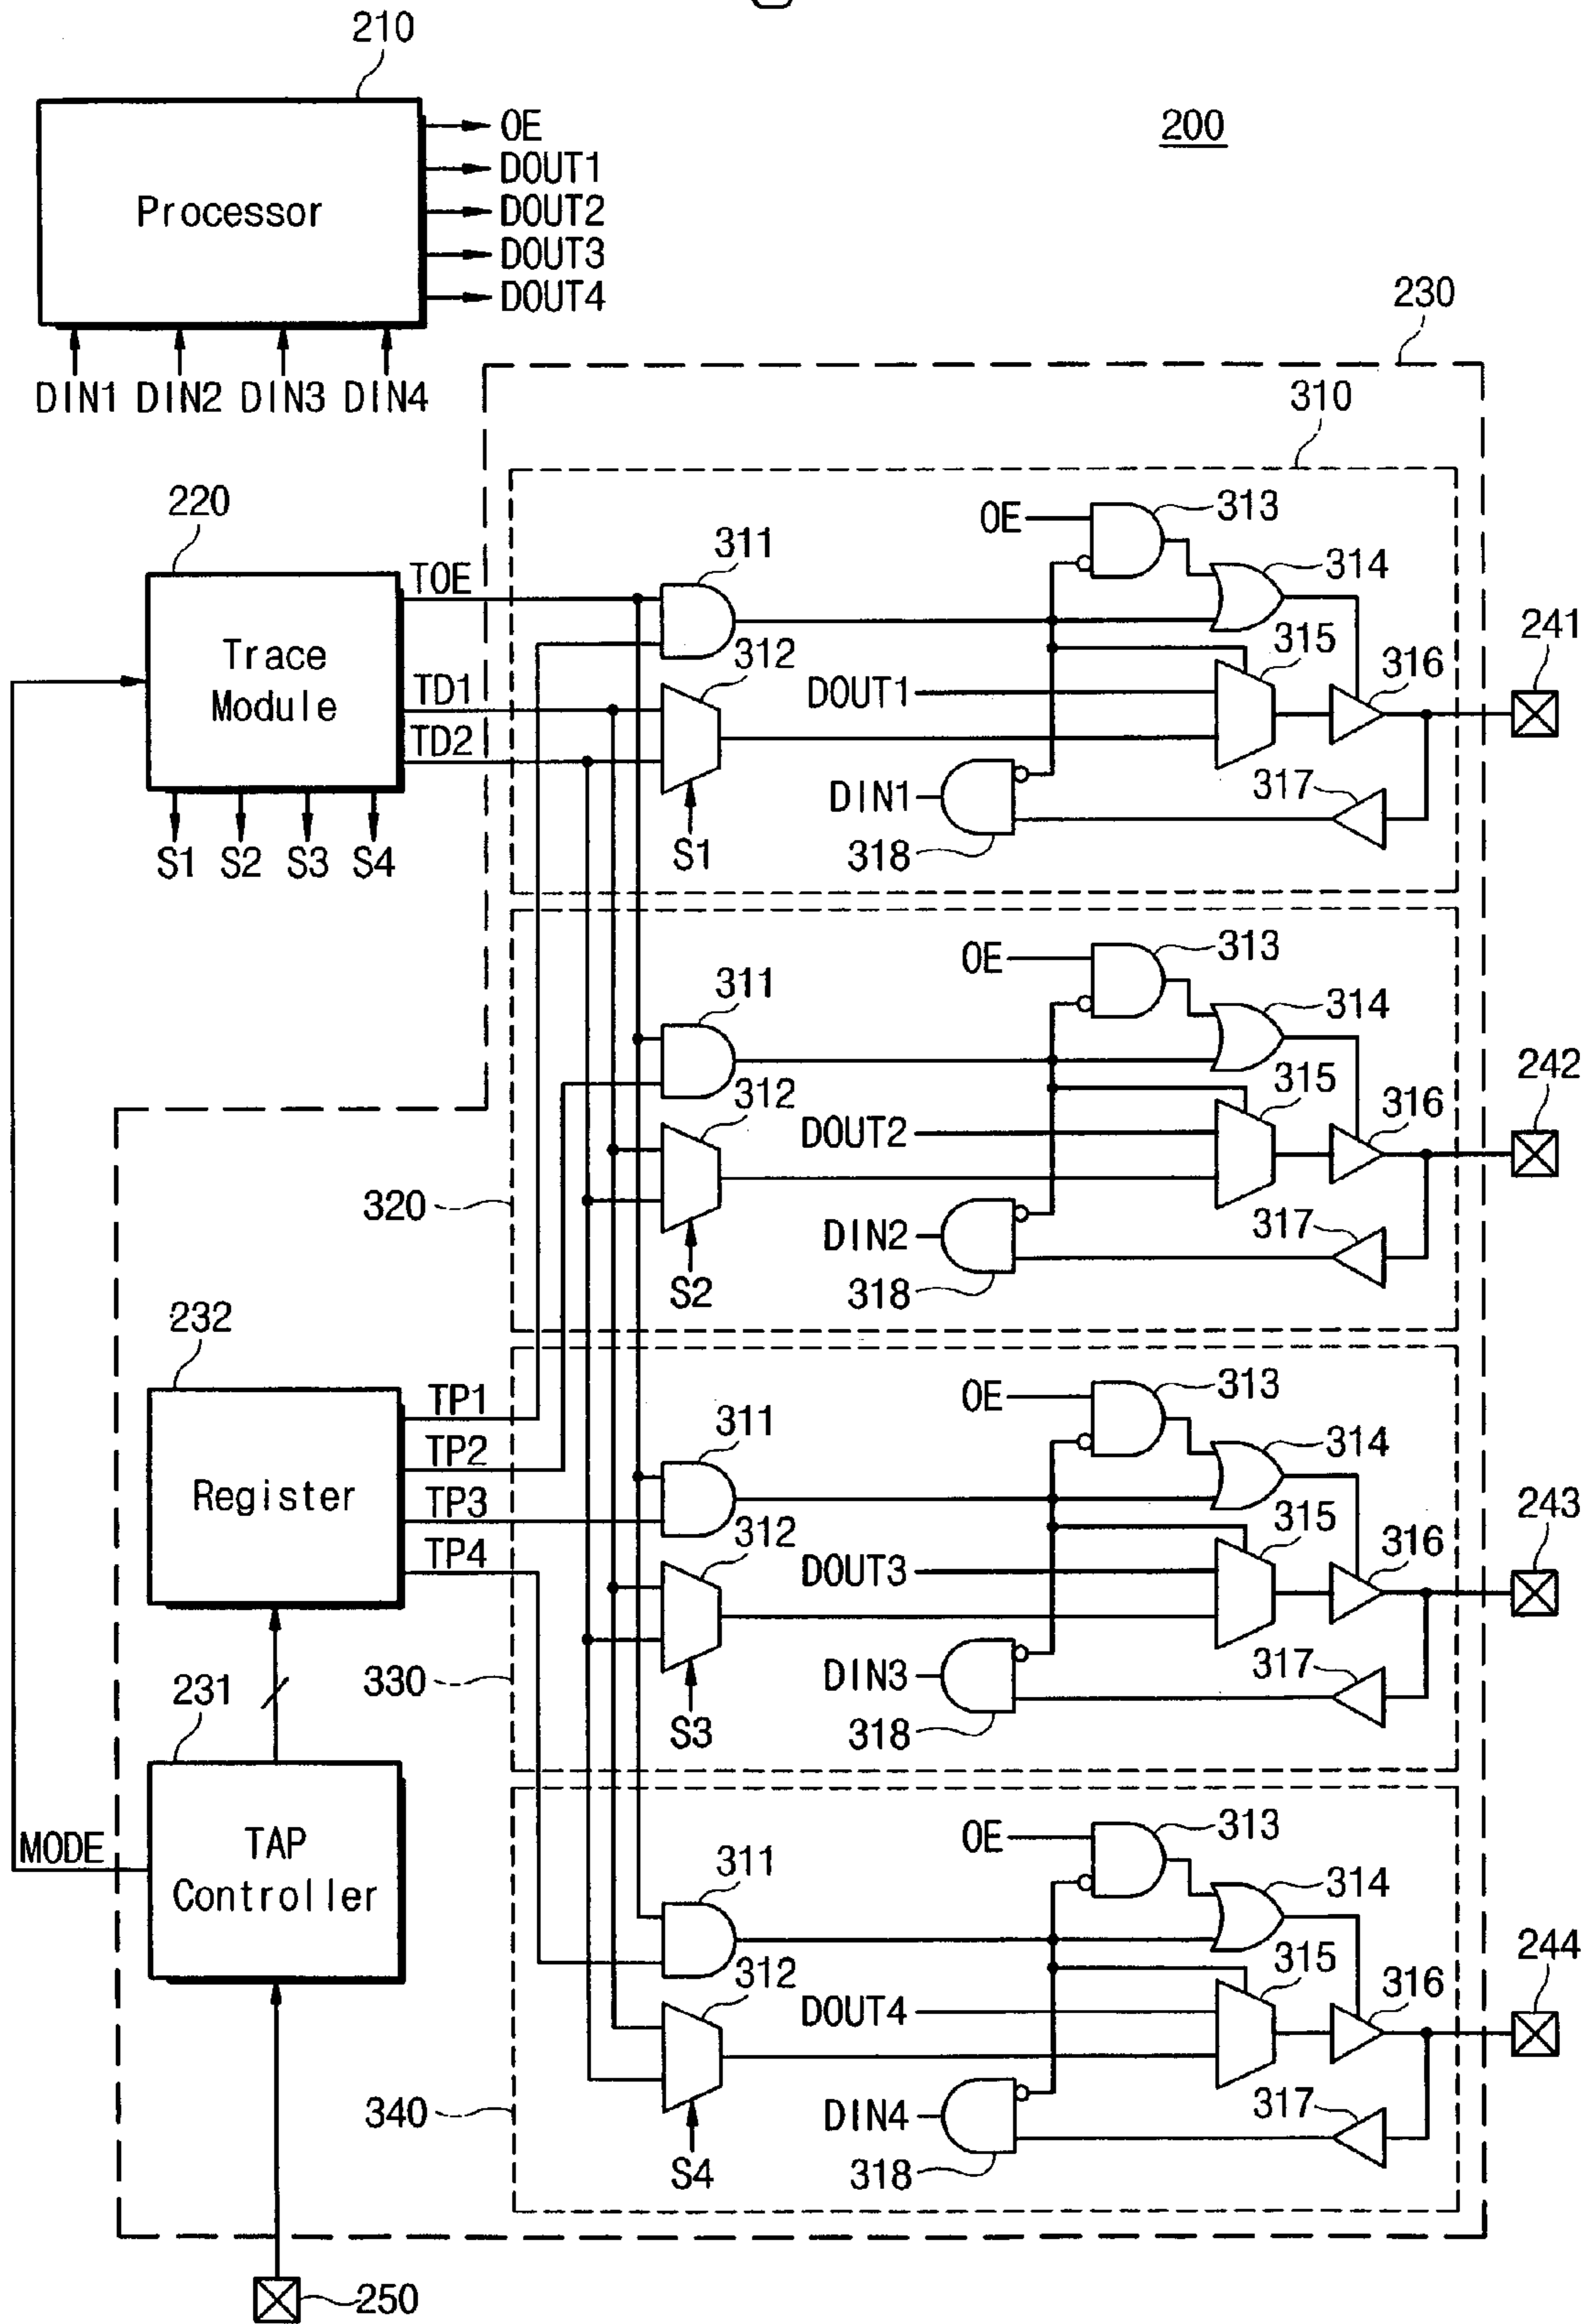 210
OE
DOUT1
DOUT2
DOUT3
DOUT4
Processor
DIN1 DIN2 DIN3 DIN4
200
230
310
220
TOE
Trace
Module
TD1
TD2
S1 S2 S3 S4
311
312
S1
OE
313
314
DOUT1
315
316
DIN1
317
318
241
311
312
S2
OE
313
314
DOUT2
315
316
320
DIN2
317
318
242
232
Register
TP1
TP2
TP3
TP4
311
312
S3
OE
313
314
DOUT3
315
316
330
DIN3
317
318
243
231
MODE
TAP
Controller
311
312
S4
OE
313
314
DOUT4
315
316
340
DIN4
317
318
244
250